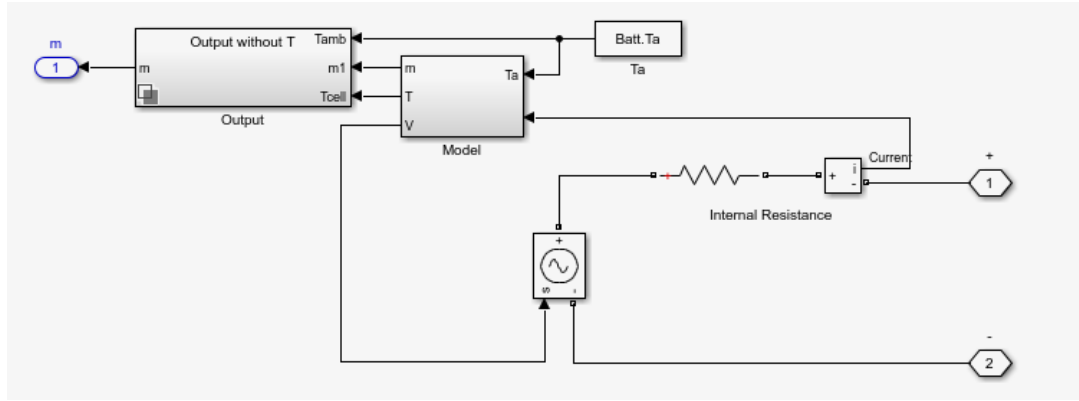 m
1
Output without T
Tamb
m
m1
Tcell
Output
Batt.Ta
Ta
m
T
V
Ta
Model
Current
+
i
-
+
1
Internal Resistance
+
+
s
-
-
2